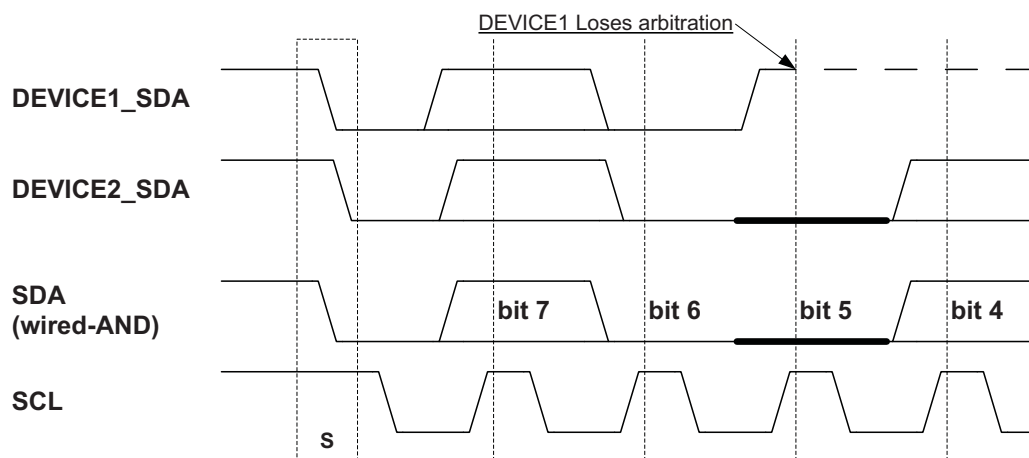 DEVICE1 Loses arbitration
DEVICE1_SDA
DEVICE2_SDA
SDA
(wired-AND)
bit 7 bit 6 bit 5 bit 4
SCL
S